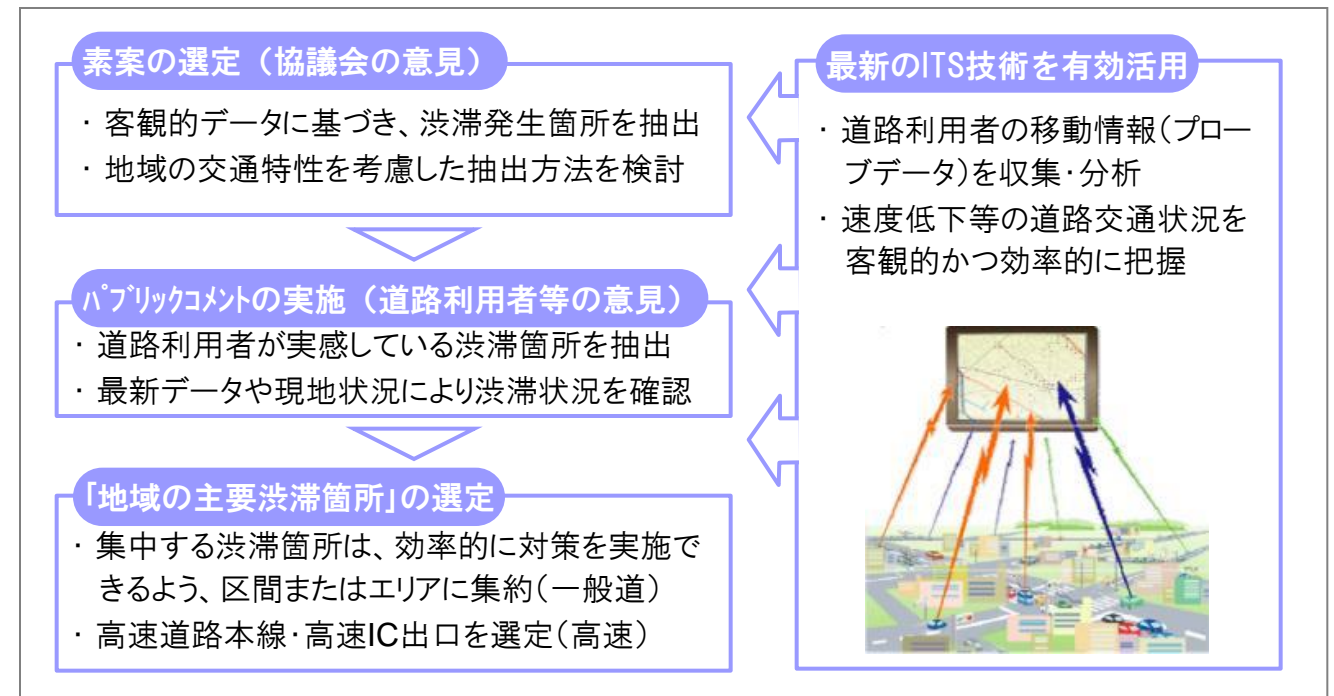 素案の選定（協議会の意見）
・客観的データに基づき、渋滞発生箇所を抽出
・地域の交通特性を考慮した抽出方法を検討
ﾊﾟﾌﾞﾘｯｸｺﾒﾝﾄの実施（道路利用者等の意見）
・道路利用者が実感している渋滞箇所を抽出
・最新データや現地状況により渋滞状況を確認
「地域の主要渋滞箇所」の選定
・集中する渋滞箇所は、効率的に対策を実施で
きるよう、区間またはエリアに集約（一般道）
・高速道路本線・高速IC出口を選定（高速）
最新のITS技術を有効活用
・道路利用者の移動情報（プロー
ブデータ）を収集・分析
・速度低下等の道路交通状況を
客観的かつ効率的に把握